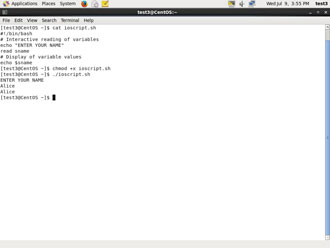 Applications Places System
Wed Jul 9, 3:55 PM test3
test3@CentOS:~
File Edit View Search Terminal Help
[test3@CentOS ~]$ cat ioscript.sh
#!/bin/bash
# Interactive reading of variables
echo "ENTER YOUR NAME"
read sname
# Display of variable values
echo $sname
[test3@CentOS ~]$ chmod +x ioscript.sh
[test3@CentOS ~]$ ./ioscript.sh
ENTER YOUR NAME
Alice
Alice
[test3@CentOS ~]$